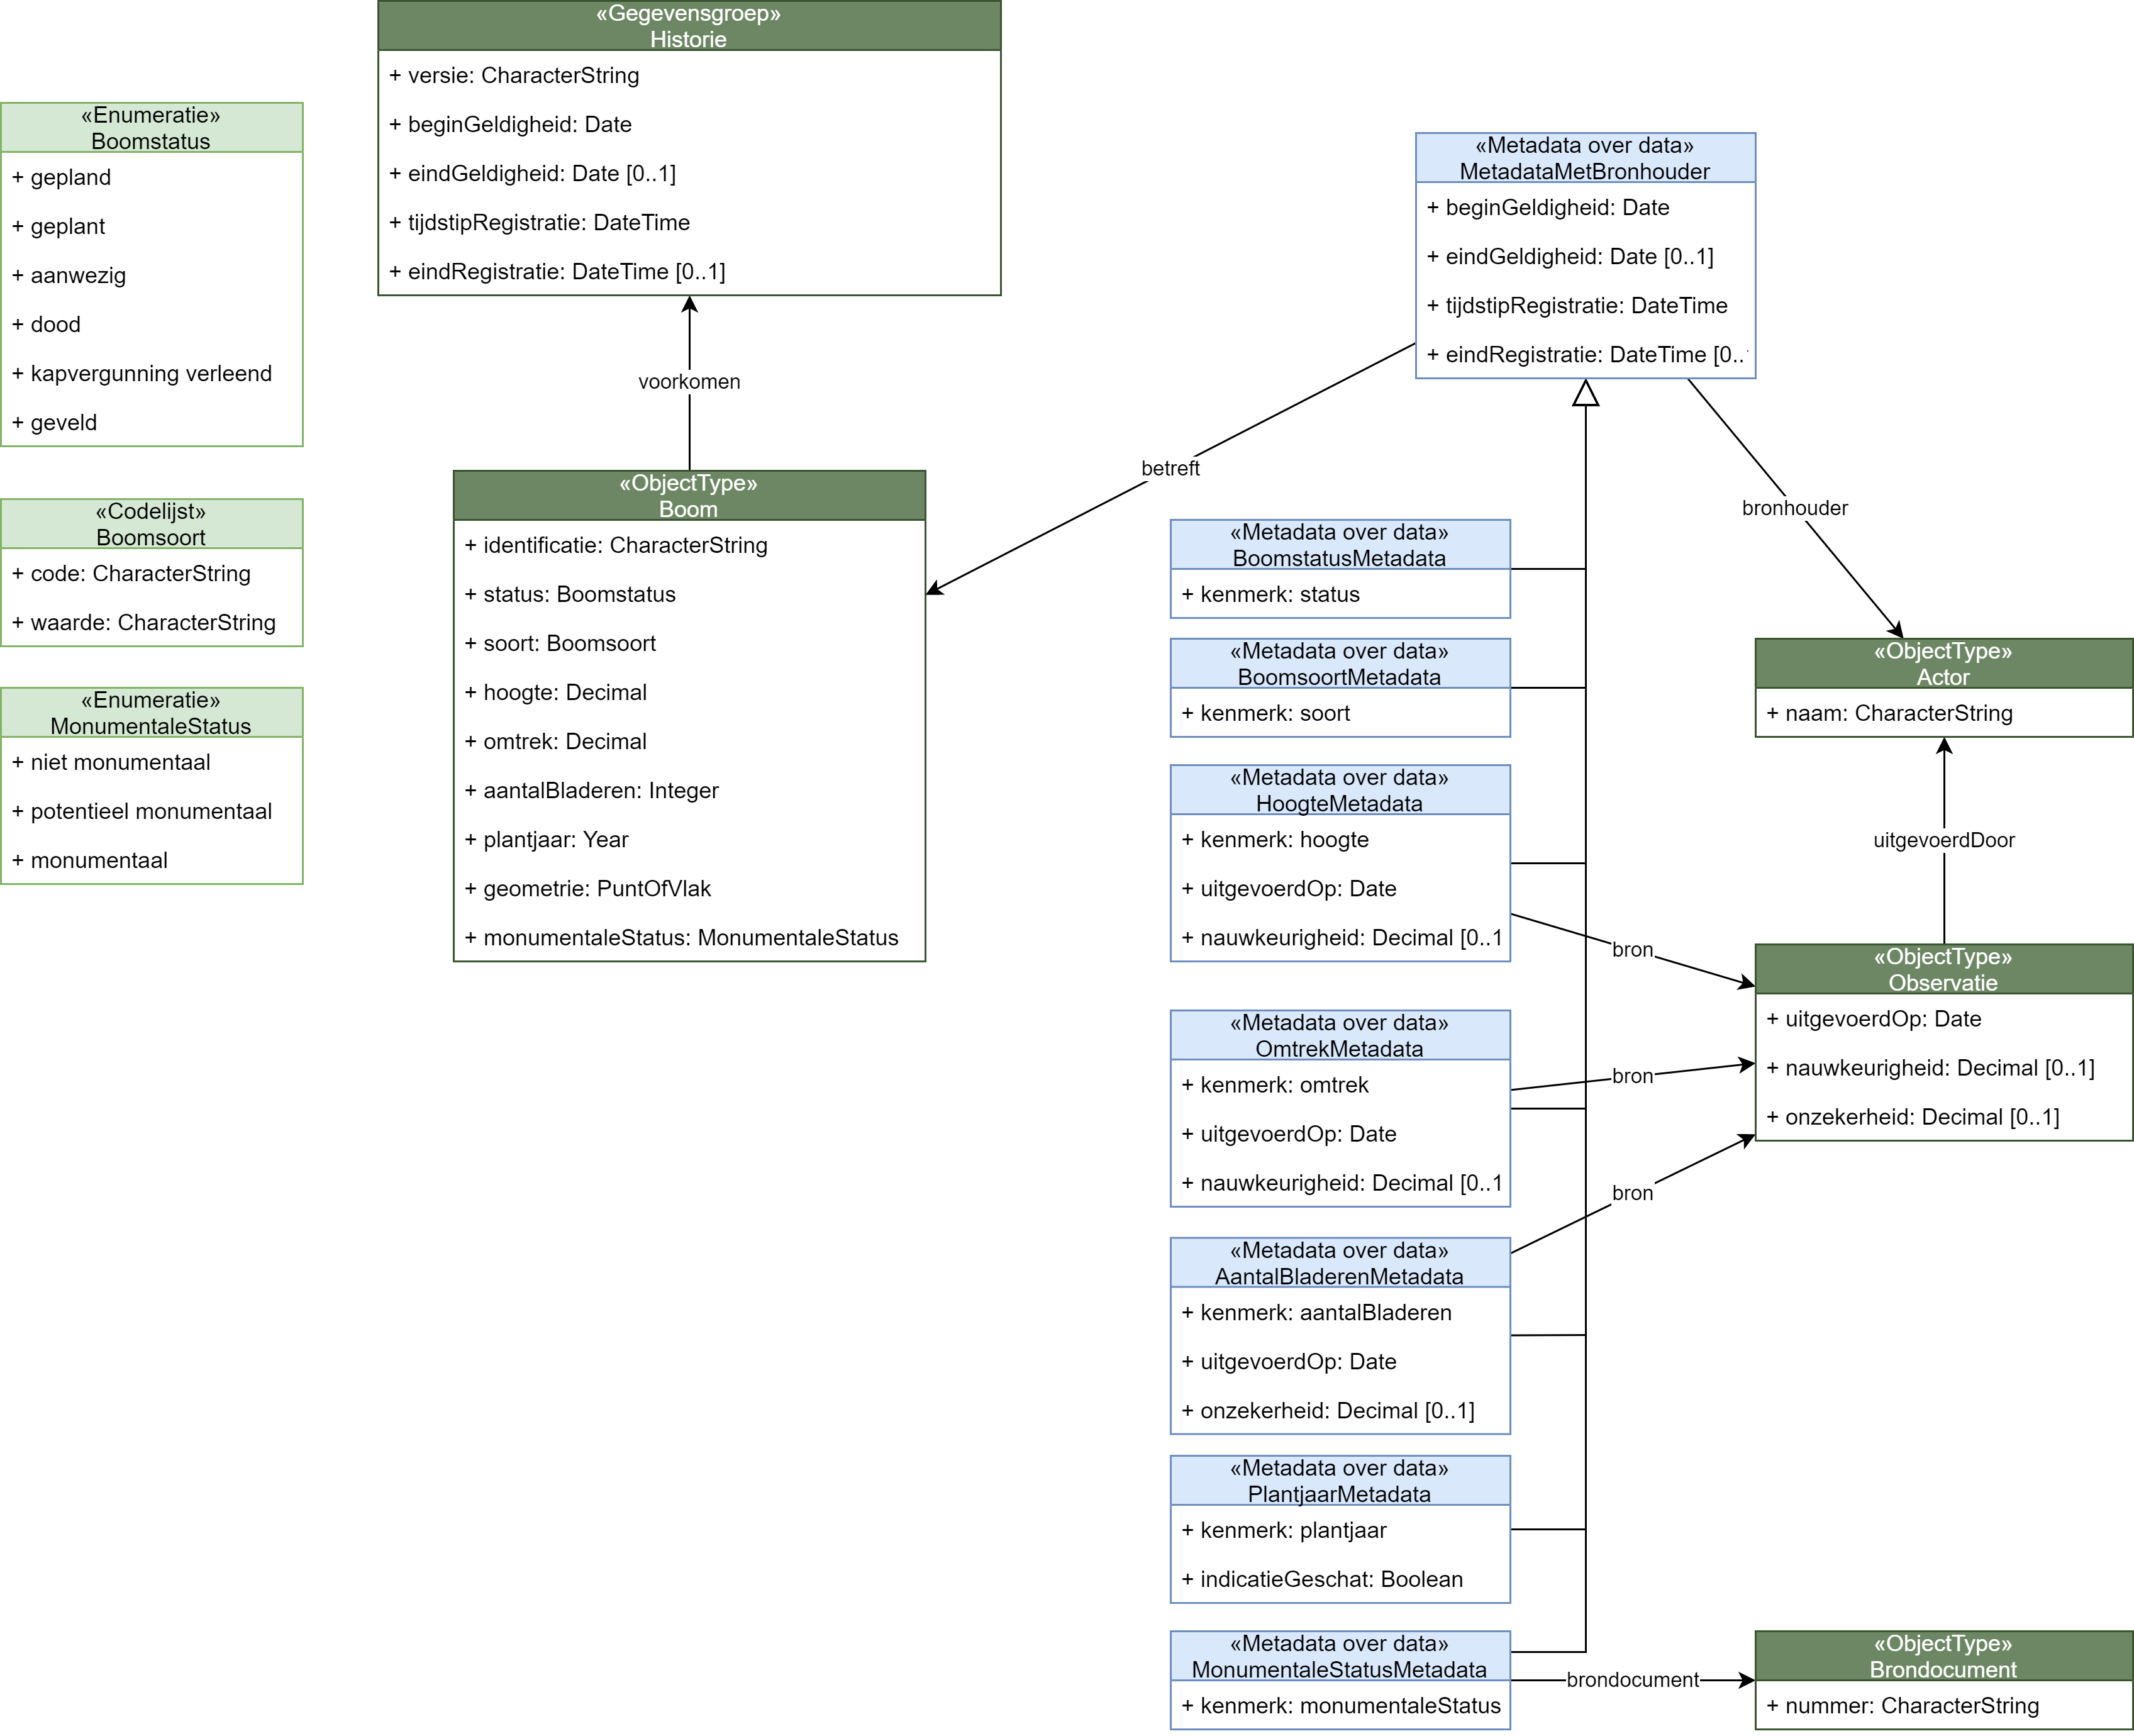 «Gegevensgroep»
Historie
+ versie: CharacterString
+ beginGeldigheid: Date
+ eindGeldigheid: Date [0..1]
+ tijdstipRegistratie: DateTime
+ eindRegistratie: DateTime [0..1]
«Enumeratie»
Boomstatus
+ gepland
+ geplant
+ aanwezig
+ dood
+ kapvergunning verleend
+ geveld
«Codelijst»
Boomsoort
+ code: CharacterString
+ waarde: CharacterString
«Enumeratie»
MonumentaleStatus
+ niet monumentaal
+ potentieel monumentaal
+ monumentaal
voorkomen
«ObjectType»
Boom
+ identificatie: CharacterString
+ status: Boomstatus
+ soort: Boomsoort
+ hoogte: Decimal
+ omtrek: Decimal
+ aantalBladeren: Integer
+ plantjaar: Year
+ geometrie: PuntOfVlak
+ monumentaleStatus: MonumentaleStatus
«Metadata over data»
MetadataMetBronhouder
+ beginGeldigheid: Date
+ eindGeldigheid: Date [0..1]
+ tijdstipRegistratie: DateTime
+ eindRegistratie: DateTime [0..
betreft
bronhouder
«Metadata over data»
BoomstatusMetadata
+ kenmerk: status
«Metadata over data»
BoomsoortMetadata
+ kenmerk: soort
«Metadata over data»
HoogteMetadata
+ kenmerk: hoogte
+ uitgevoerdOp: Date
+ nauwkeurigheid: Decimal [0..1
bron
«Metadata over data»
OmtrekMetadata
+ kenmerk: omtrek
+ uitgevoerdOp: Date
+ nauwkeurigheid: Decimal [0..1
bron
«Metadata over data»
AantalBladerenMetadata
+ kenmerk: aantalBladeren
+ uitgevoerdOp: Date
+ onzekerheid: Decimal [0..1]
bron
«Metadata over data»
PlantjaarMetadata
+ kenmerk: plantjaar
+ indicatieGeschat: Boolean
«Metadata over data»
MonumentaleStatusMetadata
+ kenmerk: monumentaleStatus
brondocument
«ObjectType»
Actor
+ naam: CharacterString
uitgevoerdDoor
«ObjectType»
Observatie
+ uitgevoerdOp: Date
+ nauwkeurigheid: Decimal [0..1]
+ onzekerheid: Decimal [0..1]
«ObjectType»
Brondocument
+ nummer: CharacterString